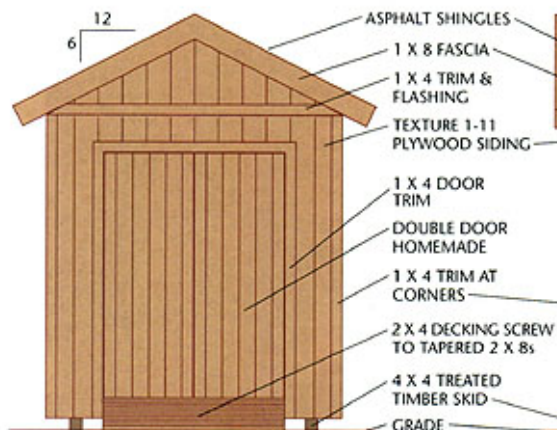 12
6
ASPHALT SHINGLES
1 X 8 FASCIA
1 X 4 TRIM &
FLASHING
TEXTURE 1-11
PLYWOOD SIDING
1 X 4 DOOR
TRIM
DOUBLE DOOR
HOMEMADE
1 X 4 TRIM AT
CORNERS
2 X 4 DECKING SCREW
TO TAPERED 2 X 8s
4 X 4 TREATED
TIMBER SKID
GRADE